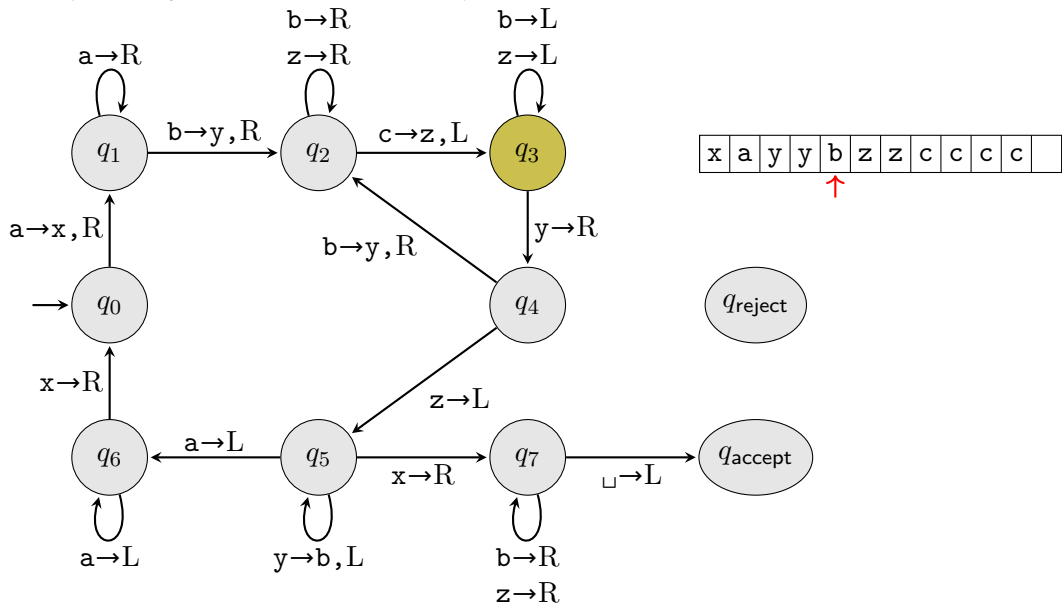 b→R
b→L
a→R
z→R
z→L
b→y,R
c→z,L
q1
q2
q3
x a y y b z z c c c c
↑
a→x,R
b→y,R
y→R
q0
q4
qreject
x→R
z→L
a→L
q6
q5
q7
qaccept
x→R
␣→L
a→L
y→b,L
b→R
z→R